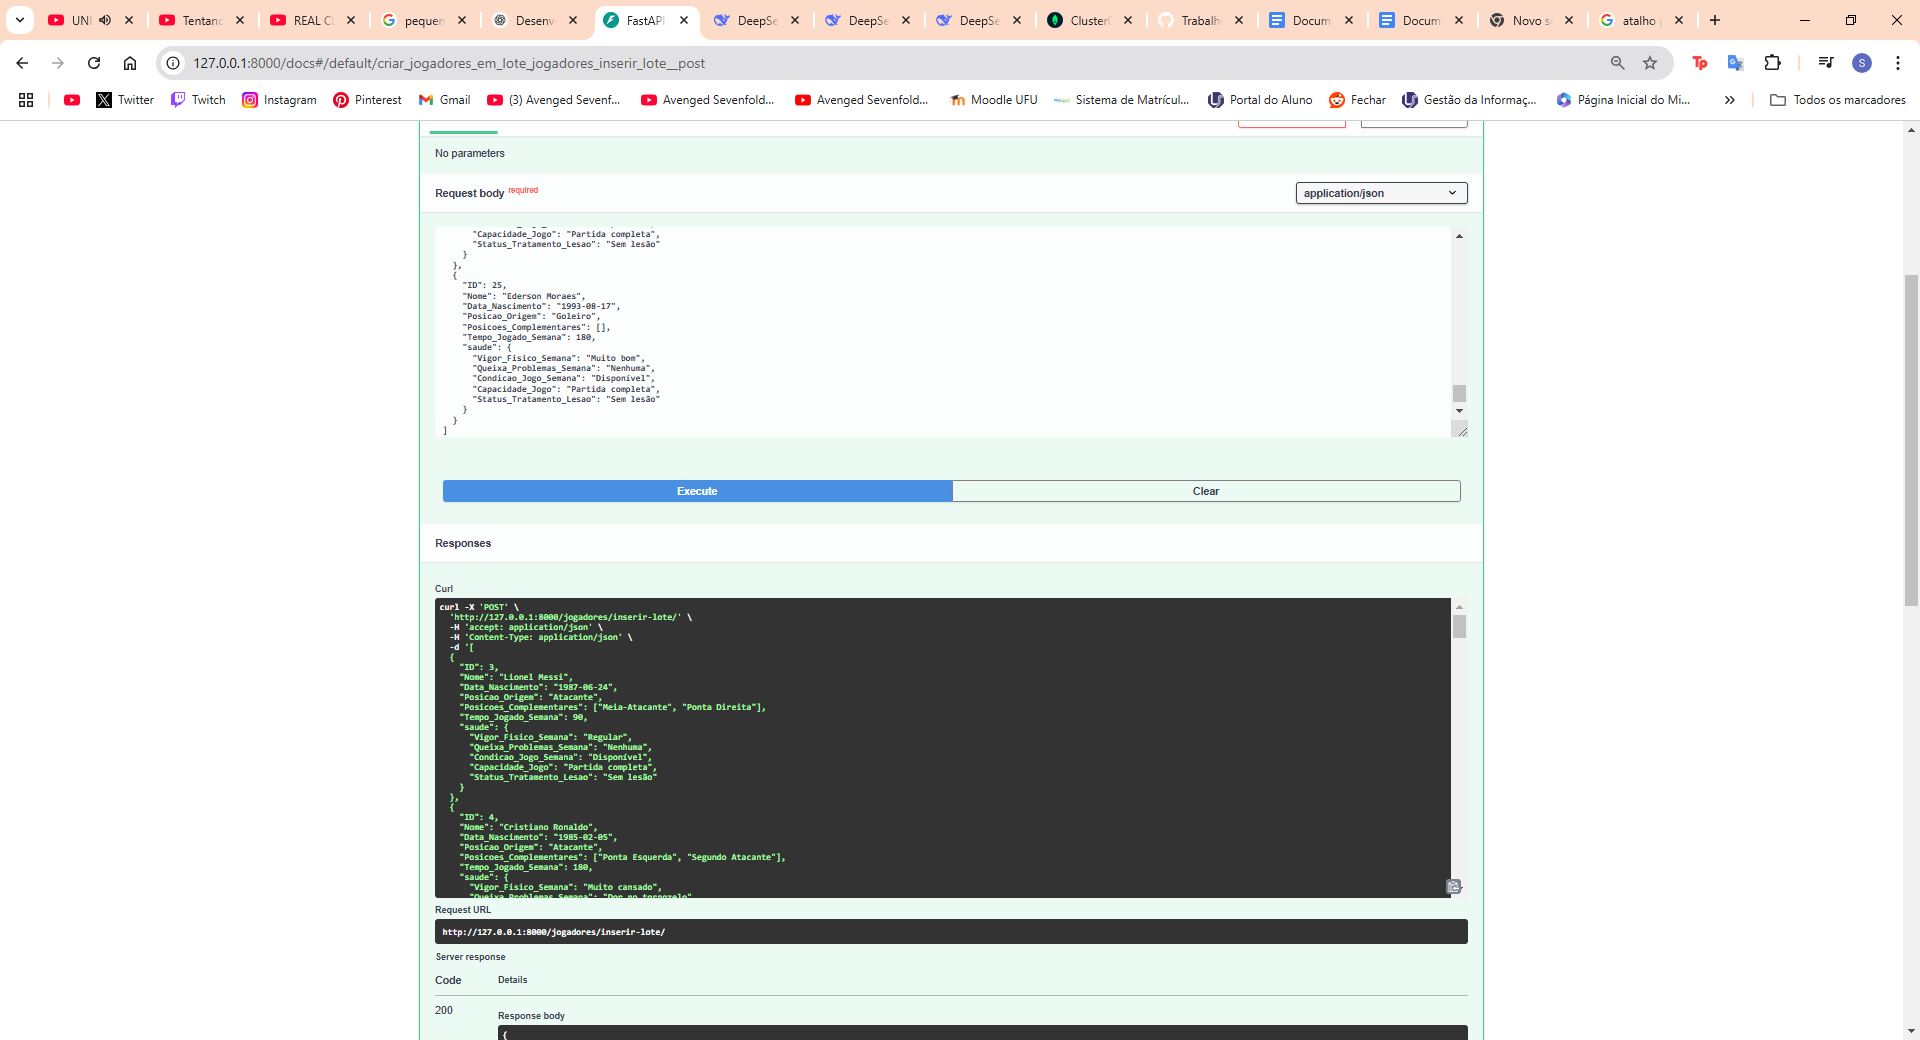 UNI
Tentanc
REAL C
pequen
Desenv
FastAPI
DeepSe
DeepSe
DeepSe
Cluster
Trabalh
Docum
Docum
Novo s
atalho
127.0.0.1:8000/docs#/default/criar_jogadores_em_lote_jogadores_inserir_lote__post
S
Twitter
Twitch
Instagram
Pinterest
Gmail
(3) Avenged Sevenf...
Avenged Sevenfold...
Avenged Sevenfold...
Moodle UFU
Sistema de Matrícul...
Portal do Aluno
Fechar
Gestão da Informaç...
Página Inicial do Mi...
Todos os marcadores
No parameters
Request body required
application/json
"Capacidade_Jogo": "Partida completa",
"Status_Tratamento_Lesao": "Sem lesão"
}
},
{
"ID": 25,
"Nome": "Ederson Moraes",
"Data_Nascimento": "1993-08-17",
"Posicao_Origem": "Goleiro",
"Posicoes_Complementares": [],
"Tempo_Jogado_Semana": 180,
"saude": {
"Vigor_Fisico_Semana": "Muito bom",
"Queixa_Problemas_Semana": "Nenhuma",
"Condicao_Jogo_Semana": "Disponível",
"Capacidade_Jogo": "Partida completa",
"Status_Tratamento_Lesao": "Sem lesão"
}
}
]
Execute
Clear
Responses
Curl
curl -X 'POST' \
'http://127.0.0.1:8000/jogadores/inserir-lote/' \
-H 'accept: application/json' \
-H 'Content-Type: application/json' \
-d '[
{
"ID": 3,
"Nome": "Lionel Messi",
"Data_Nascimento": "1987-06-24",
"Posicao_Origem": "Atacante",
"Posicoes_Complementares": ["Meia-Atacante", "Ponta Direita"],
"Tempo_Jogado_Semana": 90,
"saude": {
"Vigor_Fisico_Semana": "Regular",
"Queixa_Problemas_Semana": "Nenhuma",
"Condicao_Jogo_Semana": "Disponível",
"Capacidade_Jogo": "Partida completa",
"Status_Tratamento_Lesao": "Sem lesão"
}
},
{
"ID": 4,
"Nome": "Cristiano Ronaldo",
"Data_Nascimento": "1985-02-05",
"Posicao_Origem": "Atacante",
"Posicoes_Complementares": ["Ponta Esquerda", "Segundo Atacante"],
"Tempo_Jogado_Semana": 180,
"saude": {
"Vigor_Fisico_Semana": "Muito cansado",
"Queixa_Problemas_Semana": "Dor no tornozelo",
Request URL
http://127.0.0.1:8000/jogadores/inserir-lote/
Server response
Code
Details
200
Response body
{